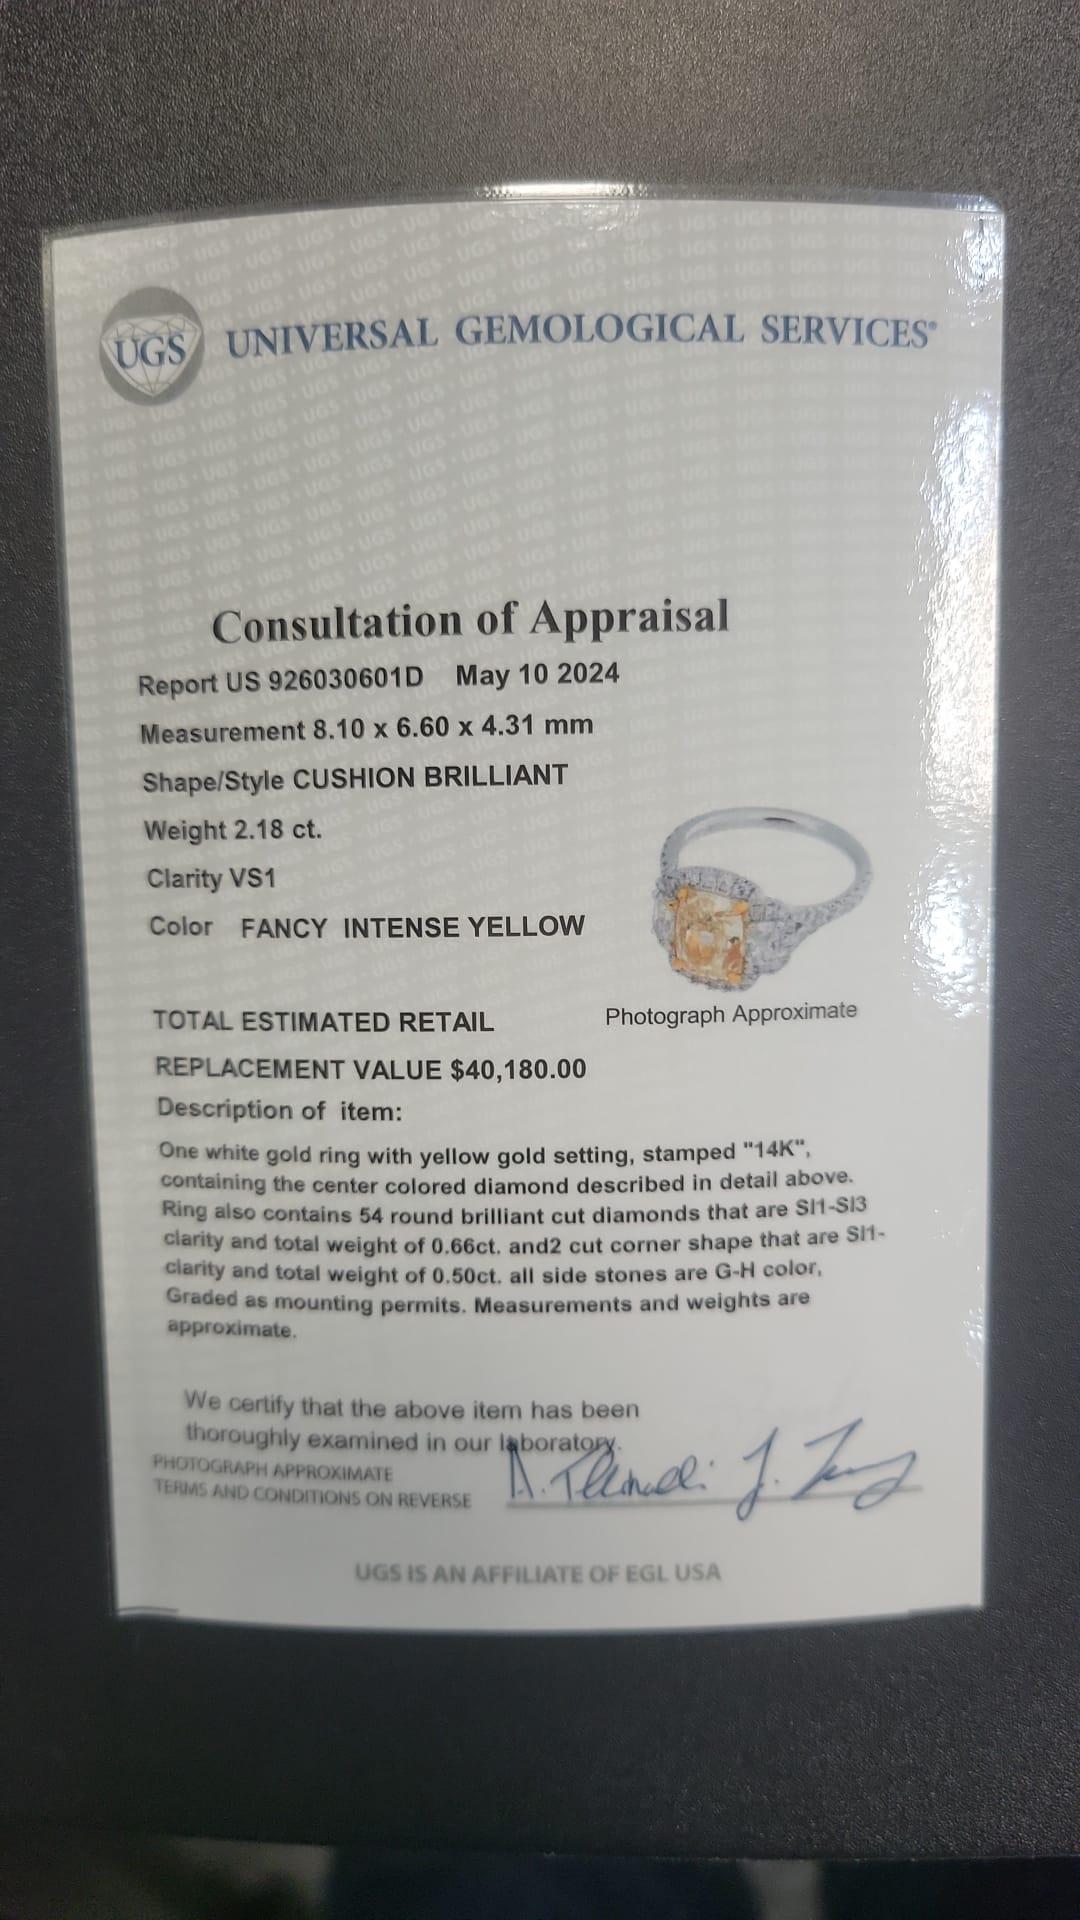 UGS UNIVERSAL GEMOLOGICAL SERVICES®
Consultation of Appraisal
Report US 926030601D May 10 2024
Measurement 8.10 x 6.60 x 4.31 mm
Shape/Style CUSHION BRILLIANT
Weight 2.18 ct.
Clarity VS1
Color FANCY INTENSE YELLOW
Photograph Approximate
TOTAL ESTIMATED RETAIL
REPLACEMENT VALUE $40,180.00
Description of item:
One white gold ring with yellow gold setting, stamped "14K",
containing the center colored diamond described in detail above.
Ring also contains 54 round brilliant cut diamonds that are SI1-SI3
clarity and total weight of 0.66ct. and2 cut corner shape that are SI1-
clarity and total weight of 0.50ct. all side stones are G-H color,
Graded as mounting permits. Measurements and weights are
approximate.
We certify that the above item has been
thoroughly examined in our laboratory.
PHOTOGRAPH APPROXIMATE
TERMS AND CONDITIONS ON REVERSE
UGS IS AN AFFILIATE OF EGL USA